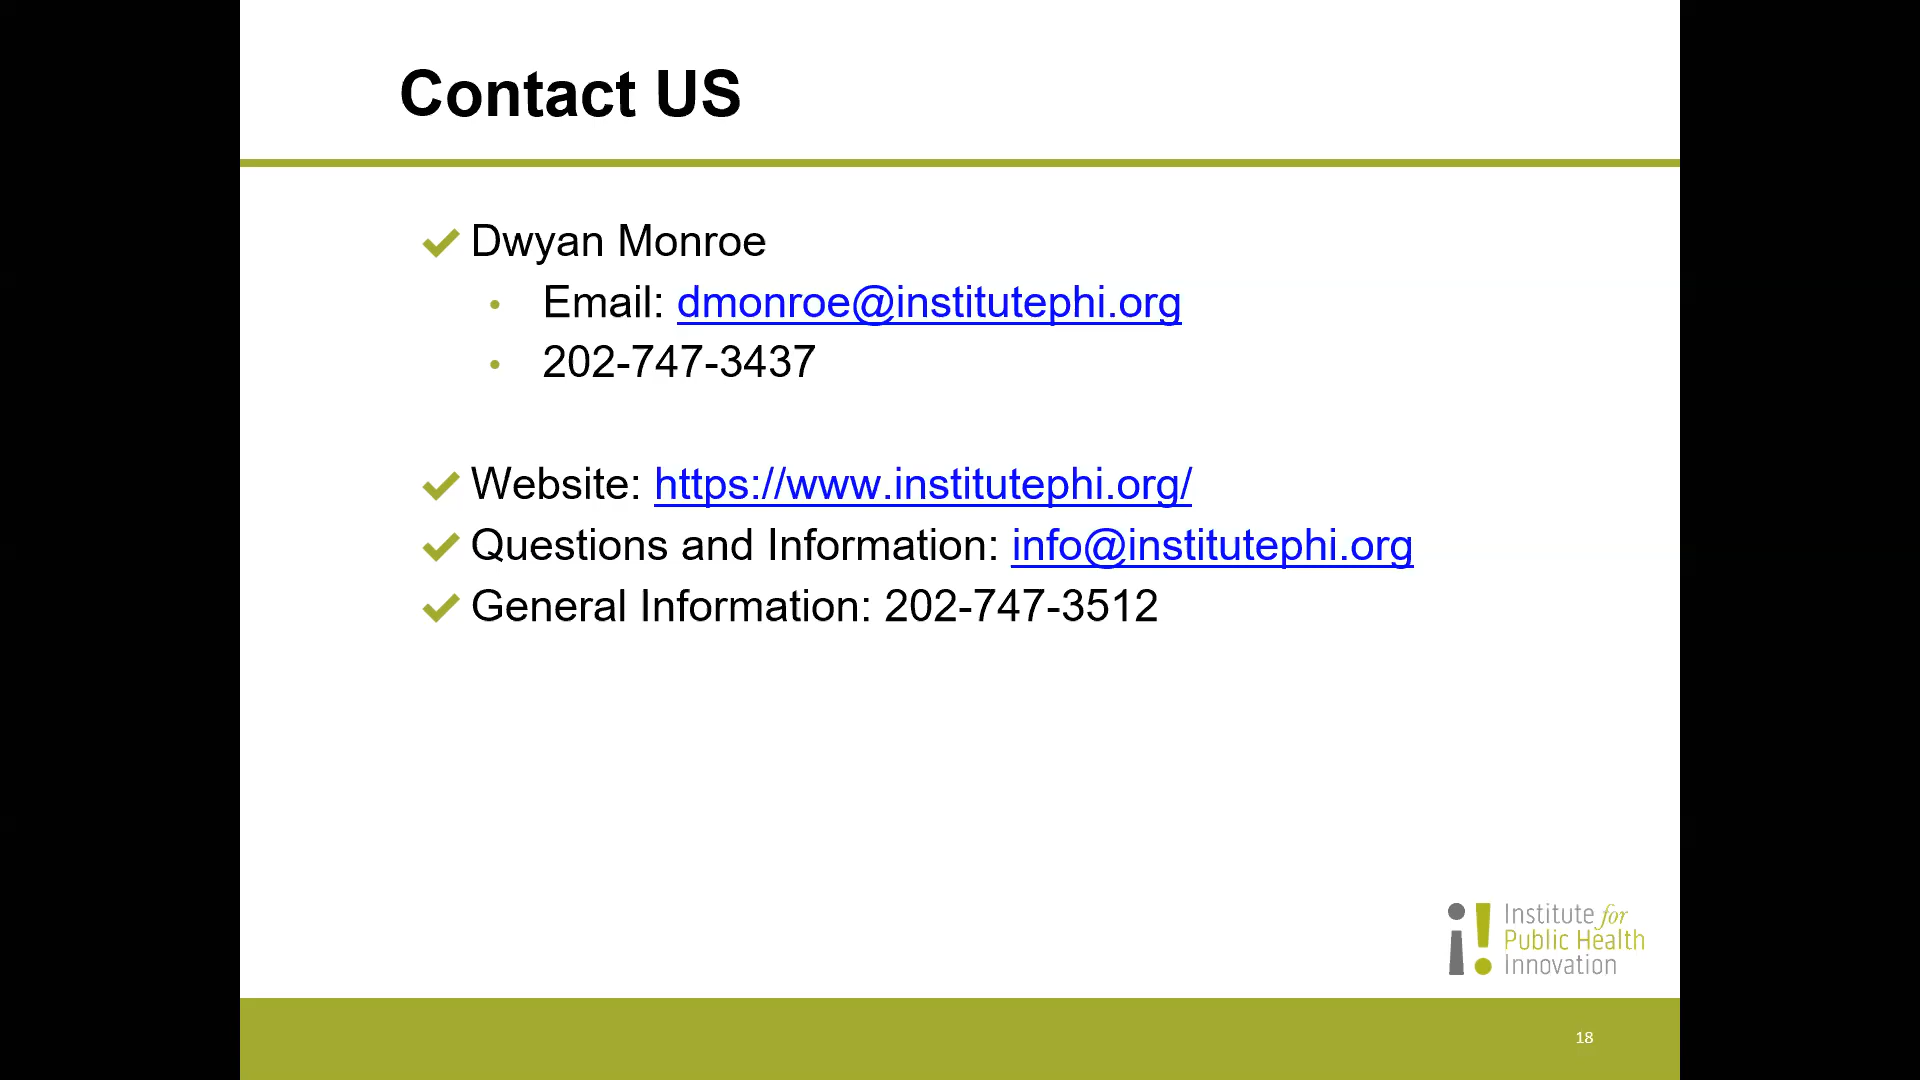 Contact US
Dwyan Monroe
Email: dmonroe@institutephi.org
202-747-3437
Website: https://www.institutephi.org/
Questions and Information: info@institutephi.org
General Information: 202-747-3512
Institute for
Public Health
Innovation
18